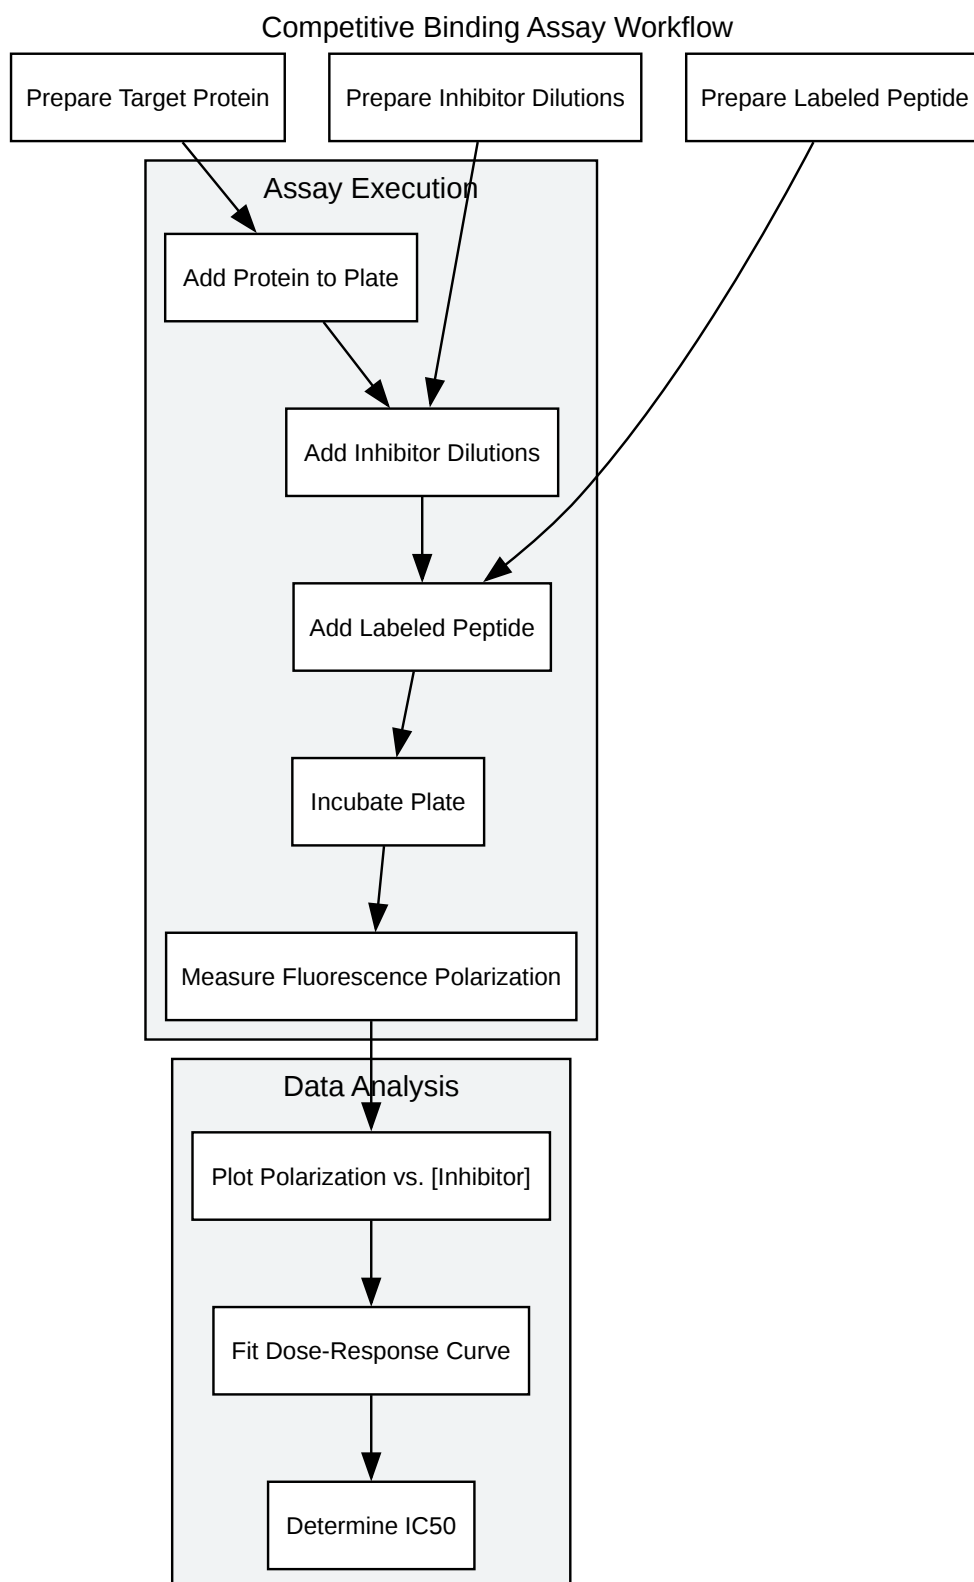 Competitive Binding Assay Workflow
Prepare Target Protein
Prepare Inhibitor Dilutions
Prepare Labeled Peptide
Assay Execution
Add Protein to Plate
Add Inhibitor Dilutions
Add Labeled Peptide
Incubate Plate
Measure Fluorescence Polarization
Data Analysis
Plot Polarization vs. [Inhibitor]
Fit Dose-Response Curve
Determine IC50